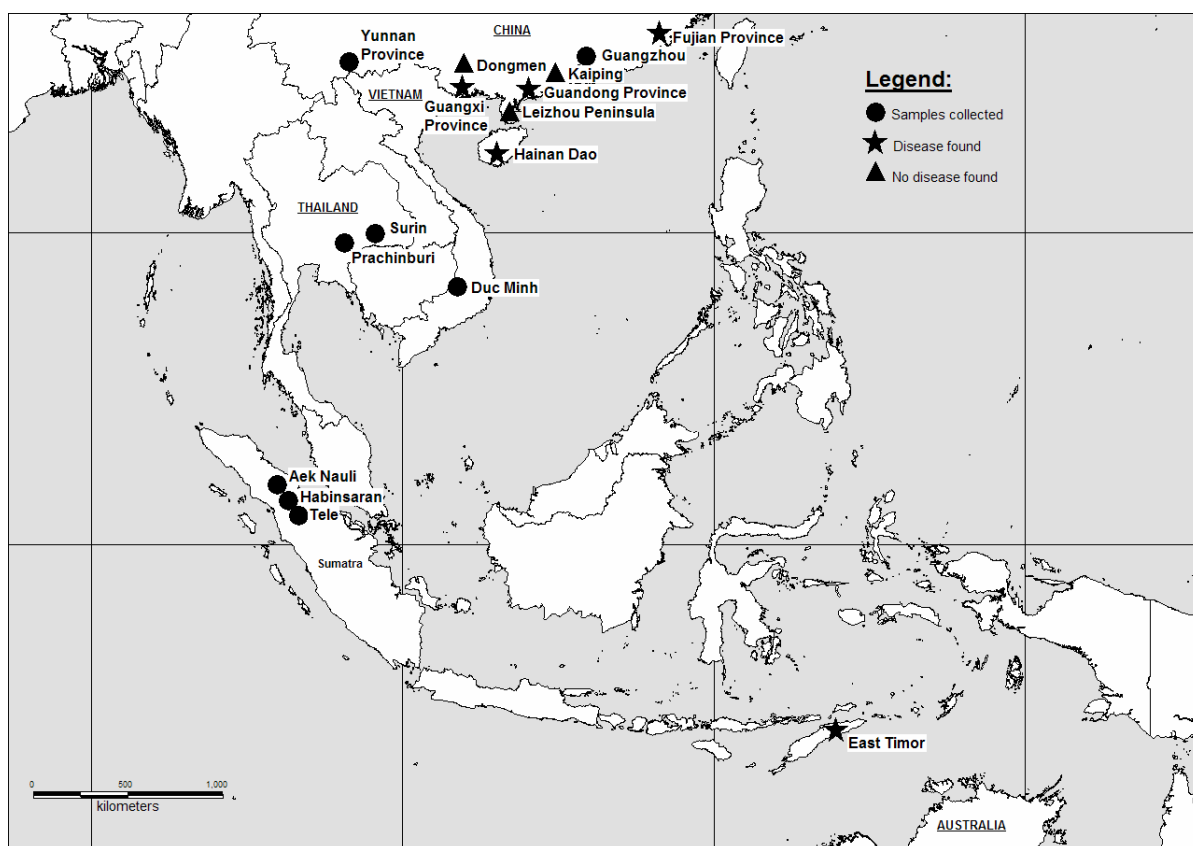 CHINA
Yunnan
Province
Fujian Province
Guangzhou
Dongmen
Kaiping
VIETNAM
Guandong Province
Guangxi
Province
Leizhou Peninsula
Hainan Dao
Legend:
Samples collected
Disease found
No disease found
THAILAND
Surin
Prachinburi
Duc Minh
Aek Nauli
Habinsaran
Tele
Sumatra
East Timor
0 500 1,000
kilometers
AUSTRALIA